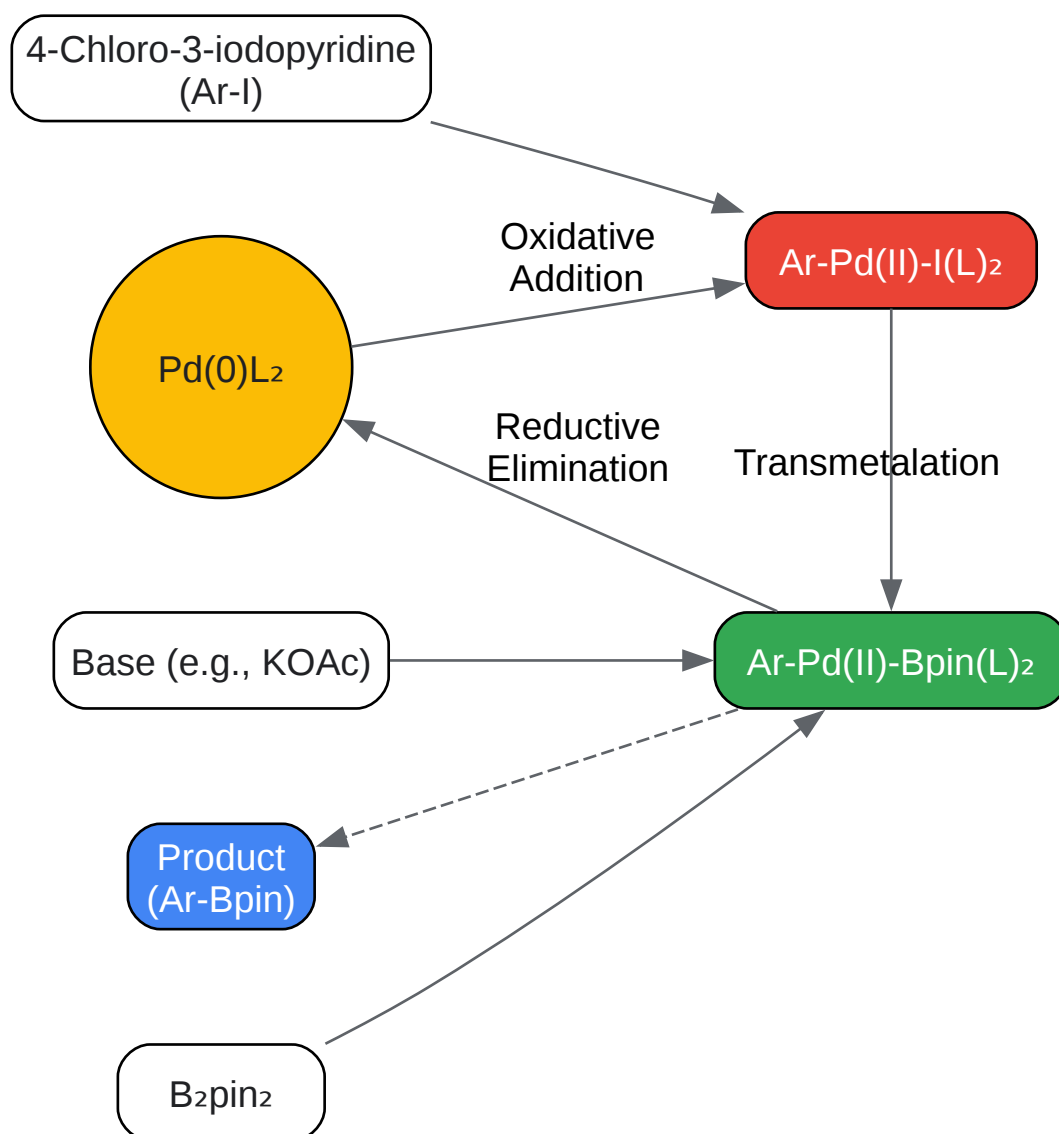 4-Chloro-3-iodopyridine
(Ar-I)
Oxidative
Addition
Ar-Pd(II)-I(L)₂
Pd(0)L₂
Reductive
Elimination
Transmetalation
Base (e.g., KOAc)
Ar-Pd(II)-Bpin(L)₂
Product
(Ar-Bpin)
B₂pin₂